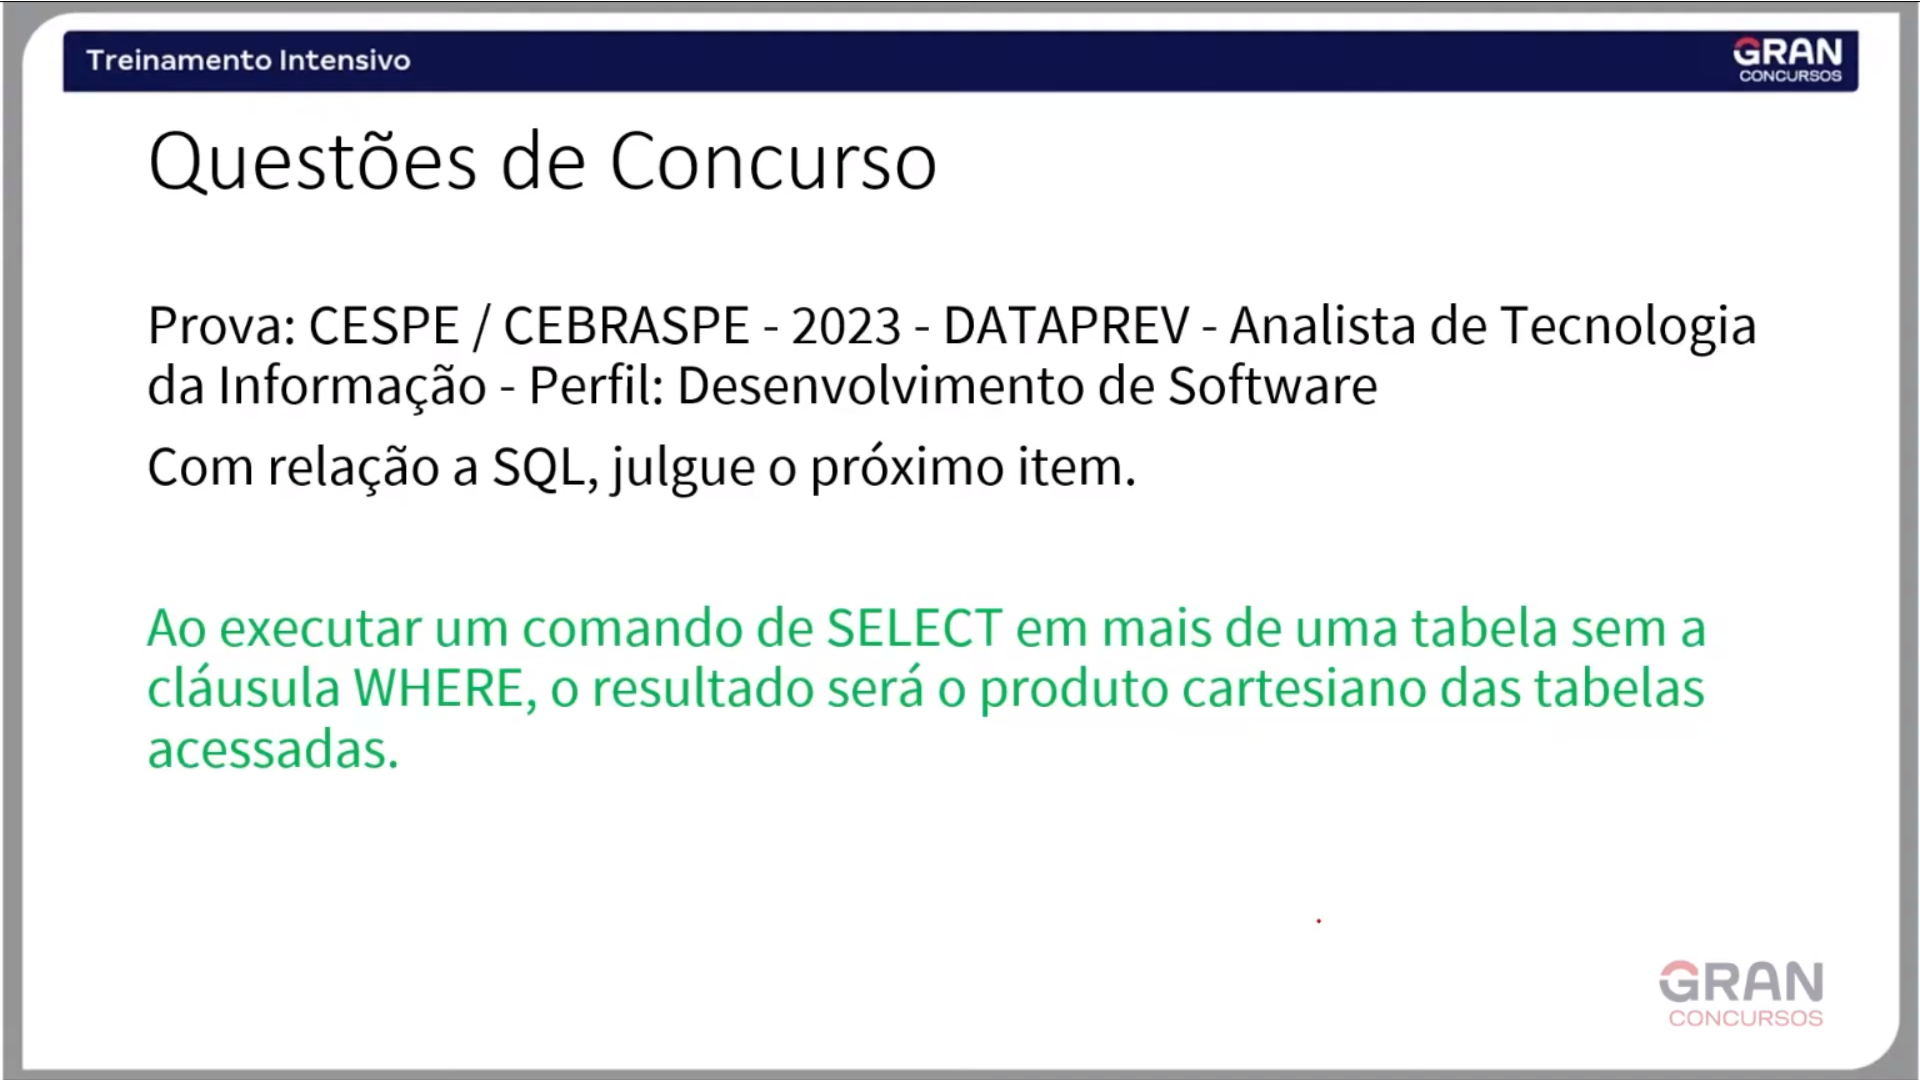 Treinamento Intensivo
GRAN
CONCURSOS
Questões de Concurso
Prova: CESPE / CEBRASPE - 2023 - DATAPREV - Analista de Tecnologia
da Informação - Perfil: Desenvolvimento de Software
Com relação a SQL, julgue o próximo item.
Ao executar um comando de SELECT em mais de uma tabela sem a
cláusula WHERE, o resultado será o produto cartesiano das tabelas
acessadas.
GRAN
CONCURSOS